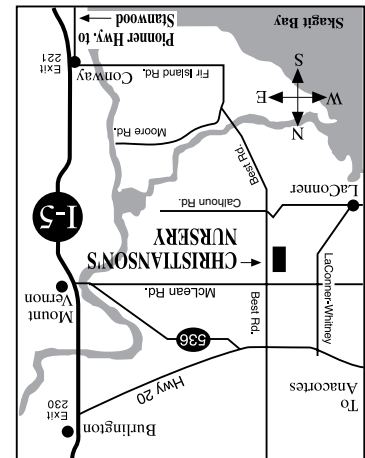 To
Anacortes
Burlington
Exit
230
Hwy 20
536
LaConner-Whitney
Best Rd.
McLean Rd.
Mount
Vernon
CHRISTIANSON'S
NURSERY
I-5
LaConner
Calhoun Rd.
Best Rd.
Moore Rd.
N
W
E
S
Fir Island Rd.
Conway
Exit
221
Skagit Bay
Pionner Hwy. to
Stanwood